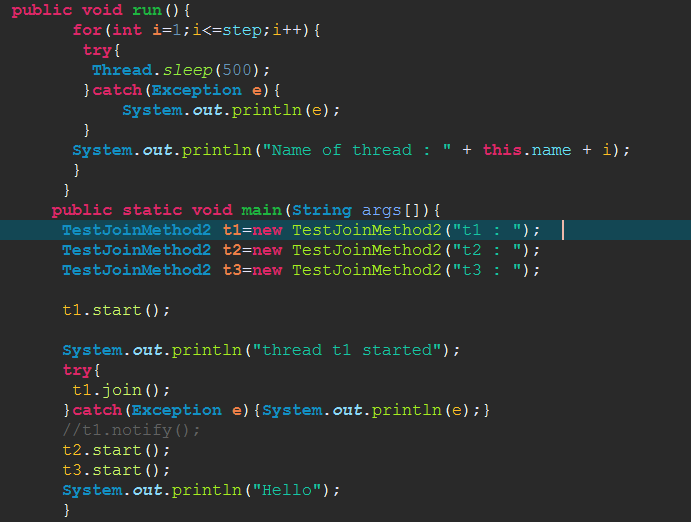 public void run(){
for(int i=1;i<=step;i++){
try{
Thread.sleep(500);
}catch(Exception e){
System.out.println(e);
}
System.out.println("Name of thread : " + this.name + i);
}
}
public static void main(String args[]){
TestJoinMethod2 t1=new TestJoinMethod2("t1 : ");
TestJoinMethod2 t2=new TestJoinMethod2("t2 : ");
TestJoinMethod2 t3=new TestJoinMethod2("t3 : ");
t1.start();
System.out.println("thread t1 started");
try{
t1.join();
}catch(Exception e){System.out.println(e);}
//t1.notify();
t2.start();
t3.start();
System.out.println("Hello");
}